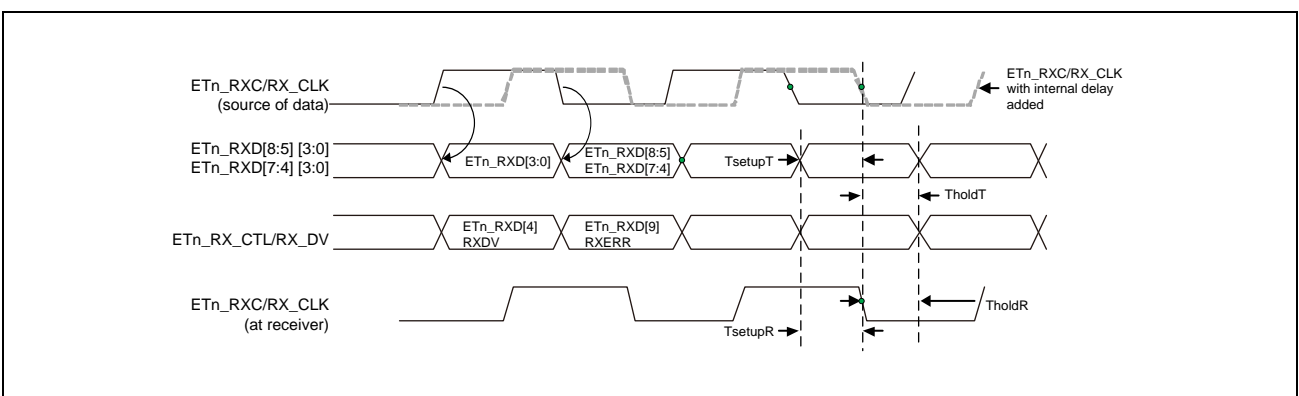 ETn_RXC/RX_CLK
(source of data)
ETn_RXC/RX_CLK
with internal delay
added
ETn_RXD[8:5] [3:0]
ETn_RXD[7:4] [3:0]
ETn_RXD[3:0]
ETn_RXD[8:5]
ETn_RXD[7:4]
TsetupT
TholdT
ETn_RX_CTL/RX_DV
ETn_RXD[4]
RXDV
ETn_RXD[9]
RXERR
ETn_RXC/RX_CLK
(at receiver)
TholdR
TsetupR